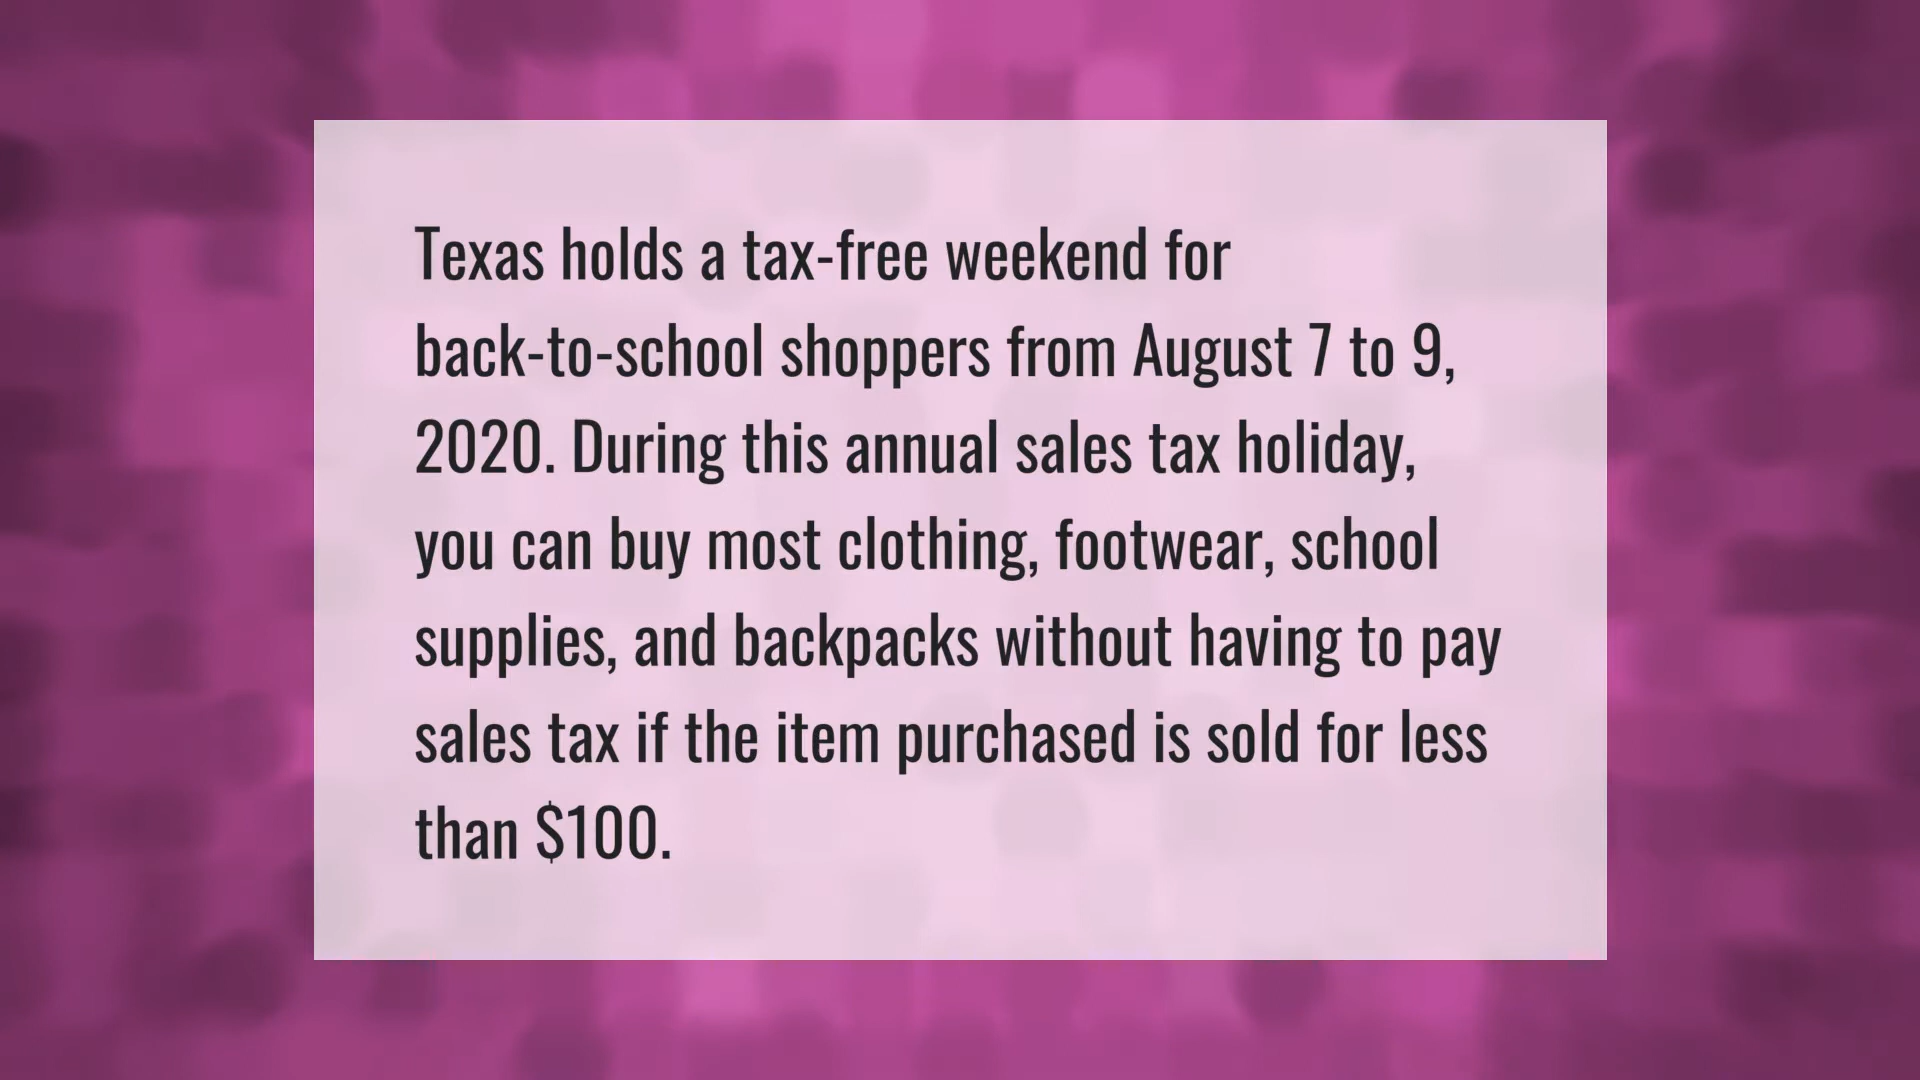 Texas holds a tax-free weekend for
back-to-school shoppers from August 7 to 9,
2020. During this annual sales tax holiday,
you can buy most clothing, footwear, school
supplies, and backpacks without having to pay
sales tax if the item purchased is sold for less
than $100.